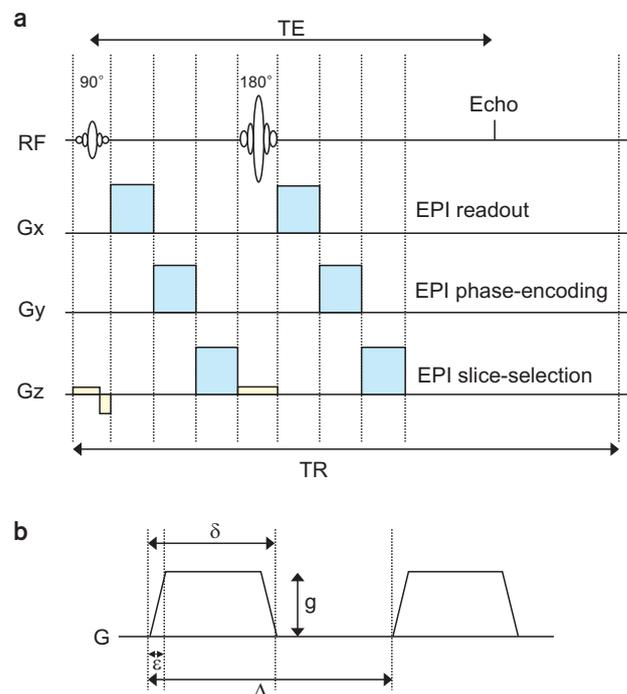 a
TE
90°
180°
Echo
RF
EPI readout
Gx
EPI phase-encoding
Gy
EPI slice-selection
Gz
TR
b
δ
g
G
ε
Δ